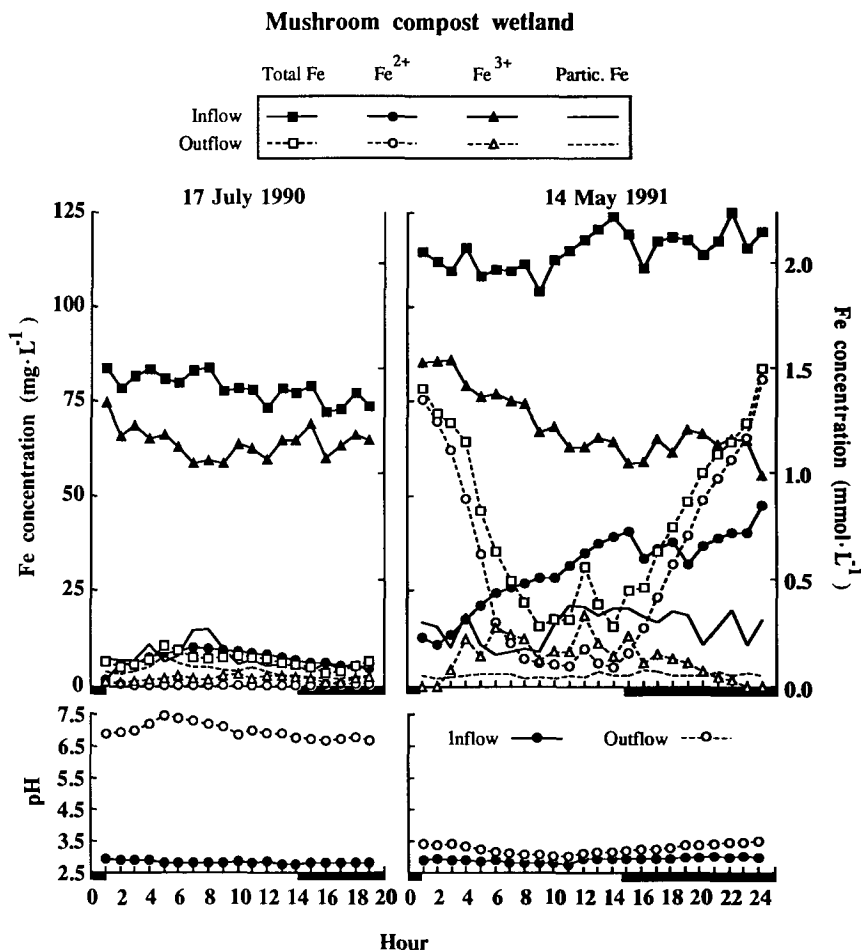 Mushroom compost wetland
Total Fe Fe2+ Fe3+ Partic. Fe
Inflow
Outflow
17 July 1990 14 May 1991
125
100
75
50
25
0
Fe concentration (mg·L-1)
2.0
1.5
1.0
0.5
0.0
Fe concentration (mmol·L-1)
7.5
6.5
5.5
4.5
3.5
2.5
pH
Inflow Outflow
0 2 4 6 8 10 12 14 16 18 20 0 2 4 6 8 10 12 14 16 18 20 22 24
Hour